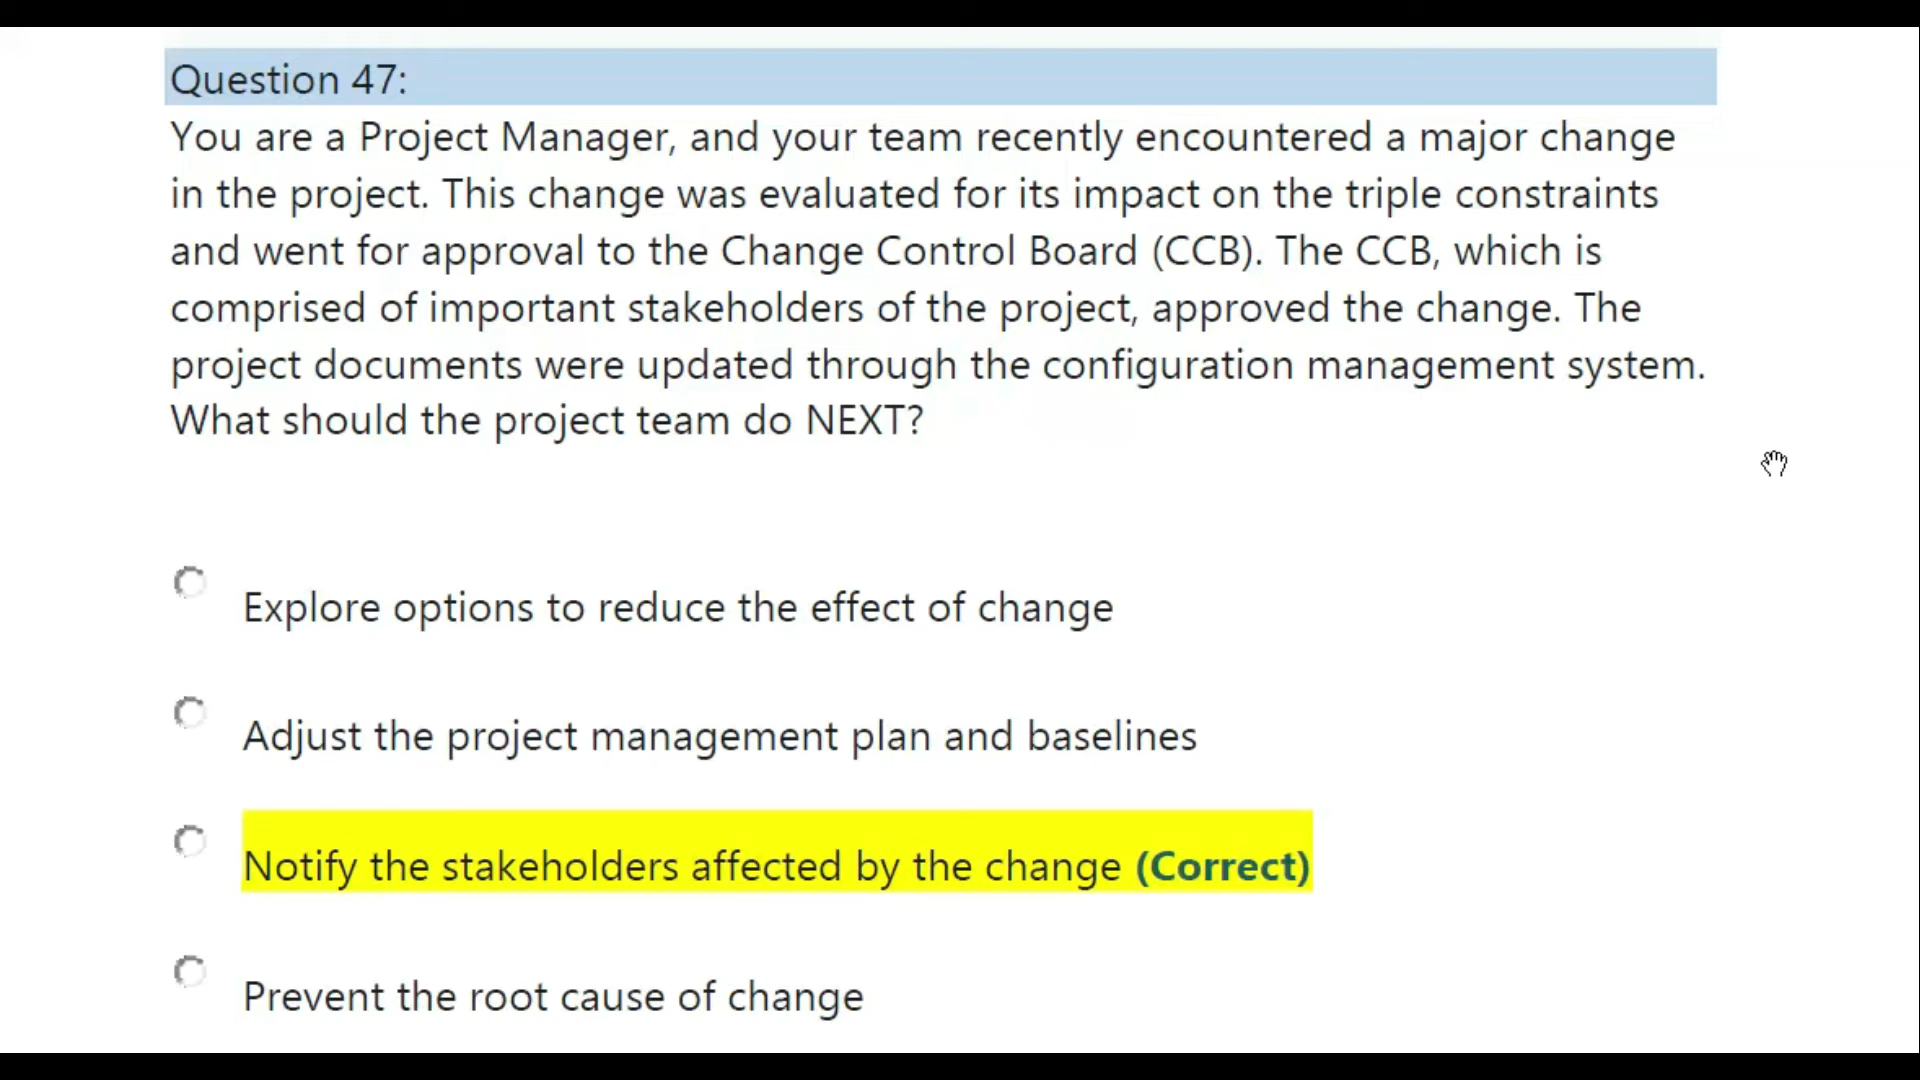 Question 47:
You are a Project Manager, and your team recently encountered a major change
in the project. This change was evaluated for its impact on the triple constraints
and went for approval to the Change Control Board (CCB). The CCB, which is
comprised of important stakeholders of the project, approved the change. The
project documents were updated through the configuration management system.
What should the project team do NEXT?
Explore options to reduce the effect of change
Adjust the project management plan and baselines
Notify the stakeholders affected by the change (Correct)
Prevent the root cause of change